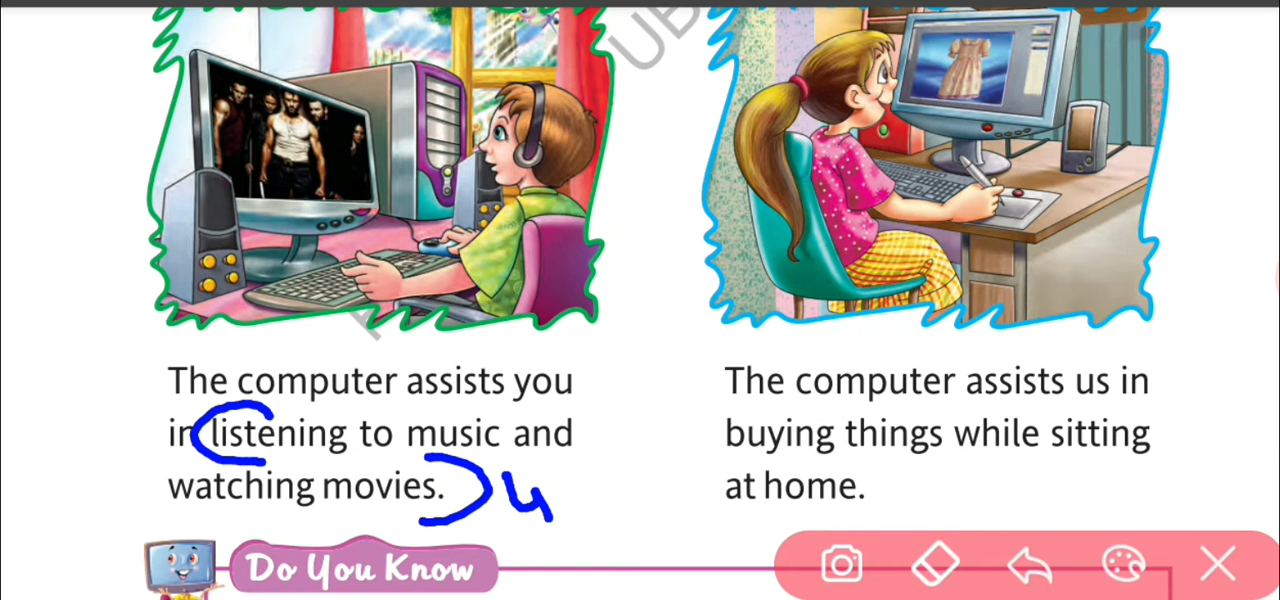 UB
The computer assists you
in listening to music and
watching movies.
4
The computer assists us in
buying things while sitting
at home.
Do You Know